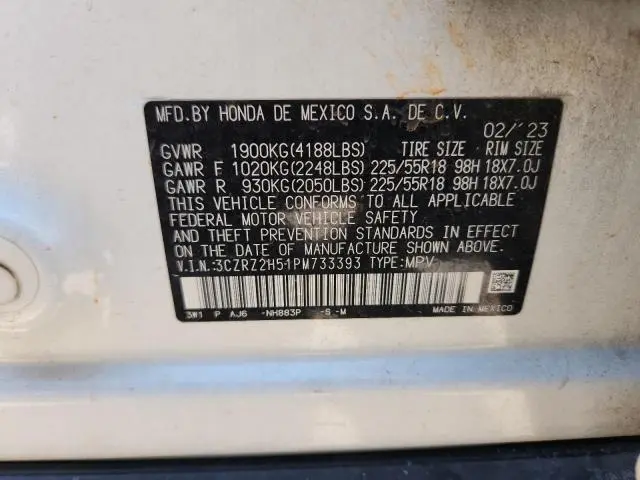 MFD.BY HONDA DE MEXICO S.A. DE C.V.
02/'23
GVWR 1900KG(4188LBS) TIRE SIZE RIM SIZE
GAWR F 1020KG(2248LBS) 225/55R18 98H 18X7.0J
GAWR R 930KG(2050LBS) 225/55R18 98H 18X7.0J
THIS VEHICLE CONFORMS TO ALL APPLICABLE
FEDERAL MOTOR VEHICLE SAFETY
AND THEFT PREVENTION STANDARDS IN EFFECT
ON THE DATE OF MANUFACTURE SHOWN ABOVE.
V.I.N.:3CZRZ2H51PM733393 TYPE:MPV
3W1 P AJ6 -NH883P -S -M MADE IN MEXICO